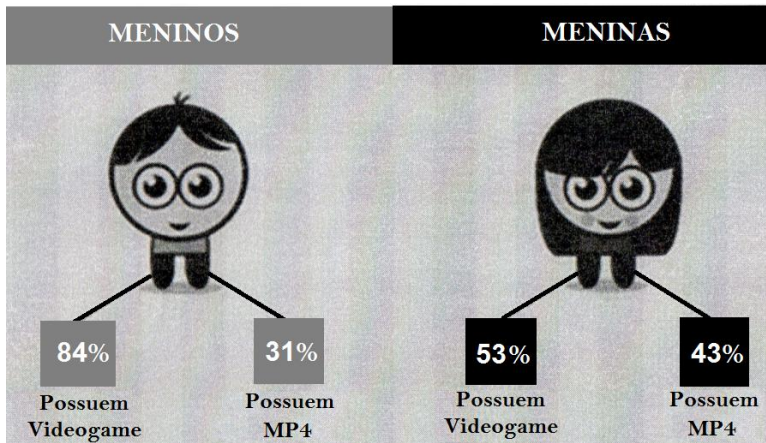 MENINOS
MENINAS
84%
Possuem
Videogame
31%
Possuem
MP4
53%
Possuem
Videogame
43%
Possuem
MP4